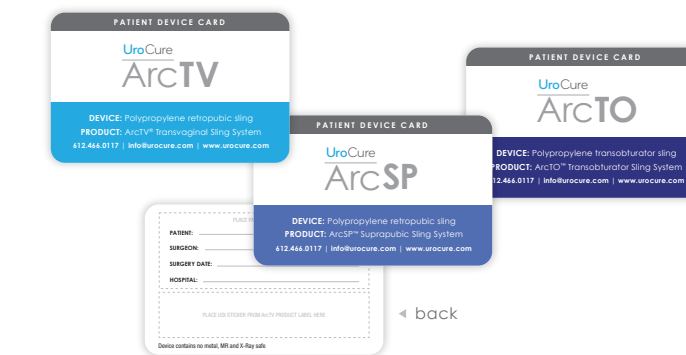 PATIENT DEVICE CARD
UroCure
ArcTV
DEVICE: Polypropylene retropubic sling
PRODUCT: ArcTV® Transvaginal Sling System
612.466.0117 | info@urocure.com | www.urocure.com
PATIENT DEVICE CARD
UroCure
ArcSP
DEVICE: Polypropylene retropubic sling
PRODUCT: ArcSP™ Suprapubic Sling System
612.466.0117 | info@urocure.com | www.urocure.com
PATIENT DEVICE CARD
UroCure
ArcTO
DEVICE: Polypropylene transobturator sling
PRODUCT: ArcTO™ Transobturator Sling System
12.466.0117 | info@urocure.com | www.urocure.com
PLACE
PATIENT:
SURGEON:
SURGERY DATE:
HOSPITAL:
PLACE UDI STICKER FROM ArcTV PRODUCT LABEL HERE
Device contains no metal, MR and X-Ray safe
back